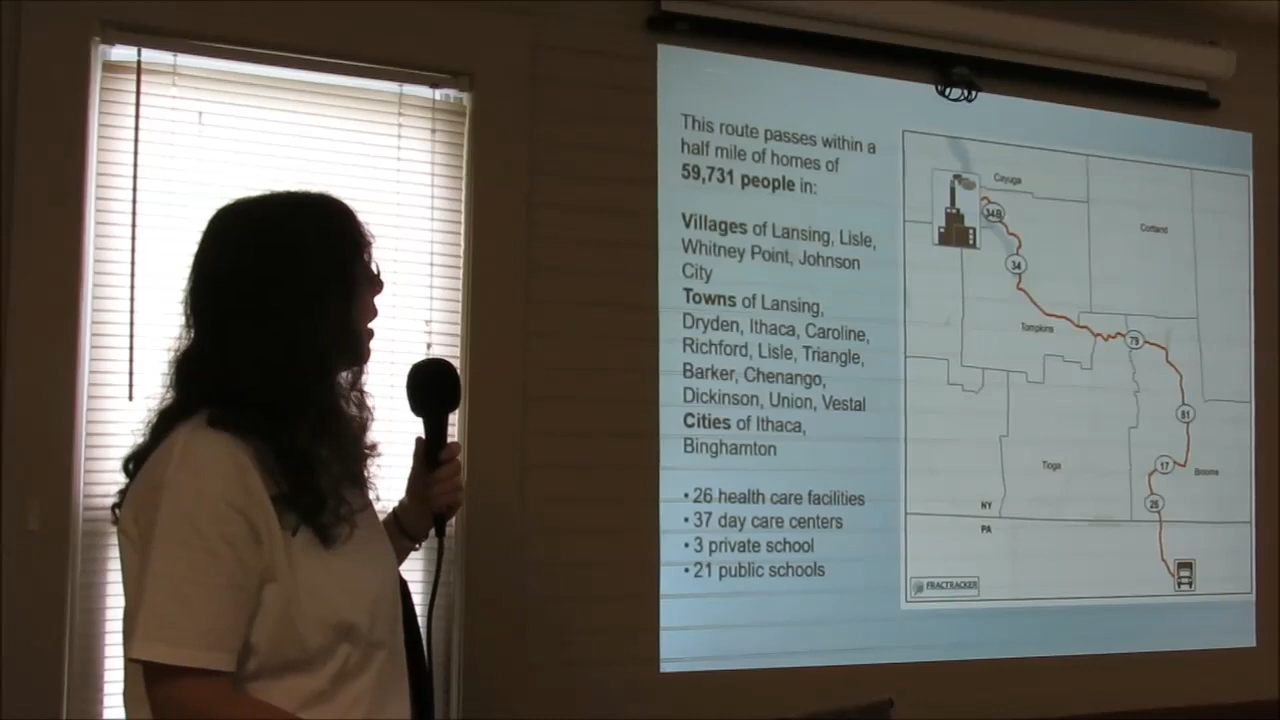 This route passes within a
half mile of homes of
59,731 people in:
Villages of Lansing, Lisle,
Whitney Point, Johnson
City
Towns of Lansing,
Dryden, Ithaca, Caroline,
Richford, Lisle, Triangle,
Barker, Chenango,
Dickinson, Union, Vestal
Cities of Ithaca,
Binghamton
• 26 health care facilities
• 37 day care centers
• 3 private school
• 21 public schools
Cayuga
34B
Cortland
34
Tompkins
79
81
17
Tioga
Broome
26
NY
PA
FRACTRACKER